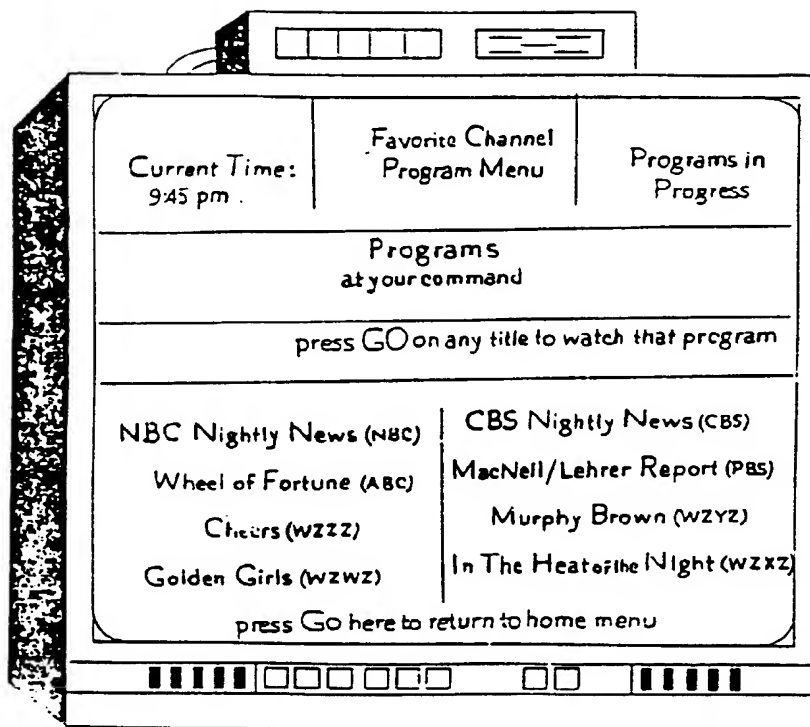 Current Time:
9:45 pm .
Favorite Channel
Program Menu
Programs in
Progress
Programs
at your command
press GO on any title to watch that program
NBC Nightly News (NBC)
Wheel of Fortune (ABC)
Cheers (WZZZ)
Golden Girls (WZWZ)
CBS Nightly News (CBS)
MacNeil/Lehrer Report (PBS)
Murphy Brown (WZYZ)
In The Heat of the Night (WZXZ)
press Go here to return to home menu